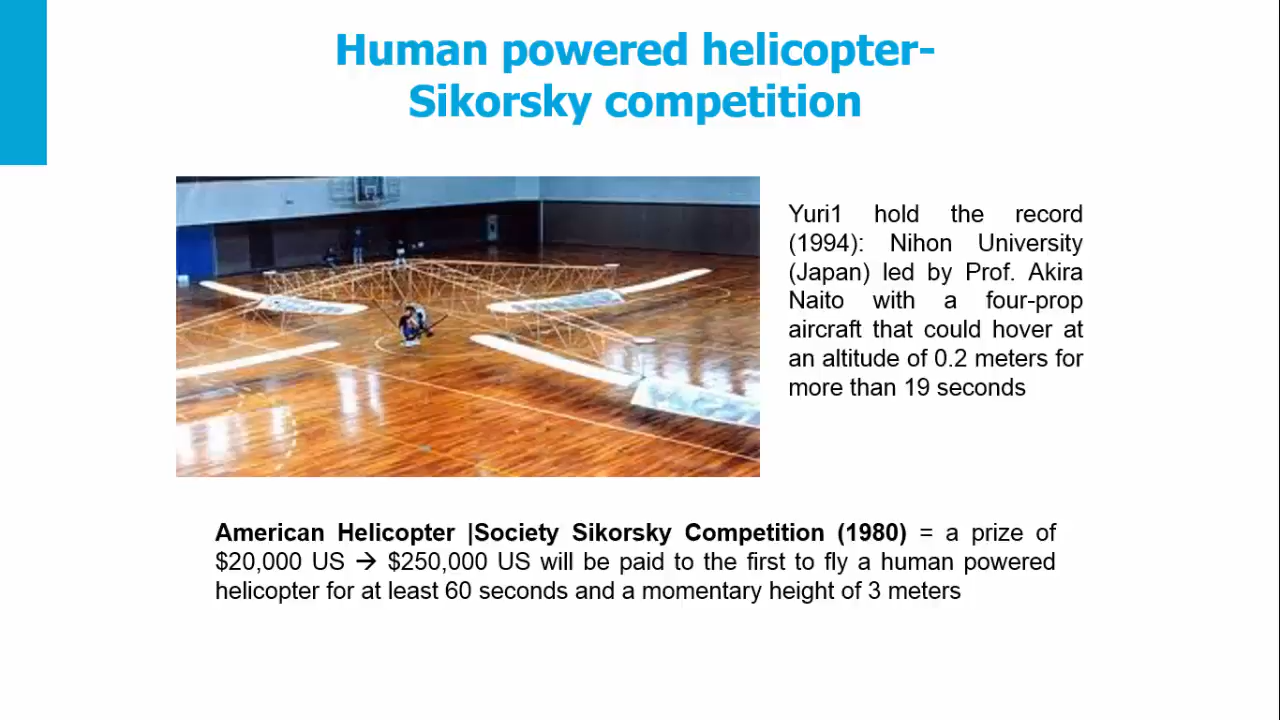 Human powered helicopter-
Sikorsky competition
Yuri1 hold the record
(1994): Nihon University
(Japan) led by Prof. Akira
Naito with a four-prop
aircraft that could hover at
an altitude of 0.2 meters for
more than 19 seconds
American Helicopter |Society Sikorsky Competition (1980) = a prize of
$20,000 US → $250,000 US will be paid to the first to fly a human powered
helicopter for at least 60 seconds and a momentary height of 3 meters